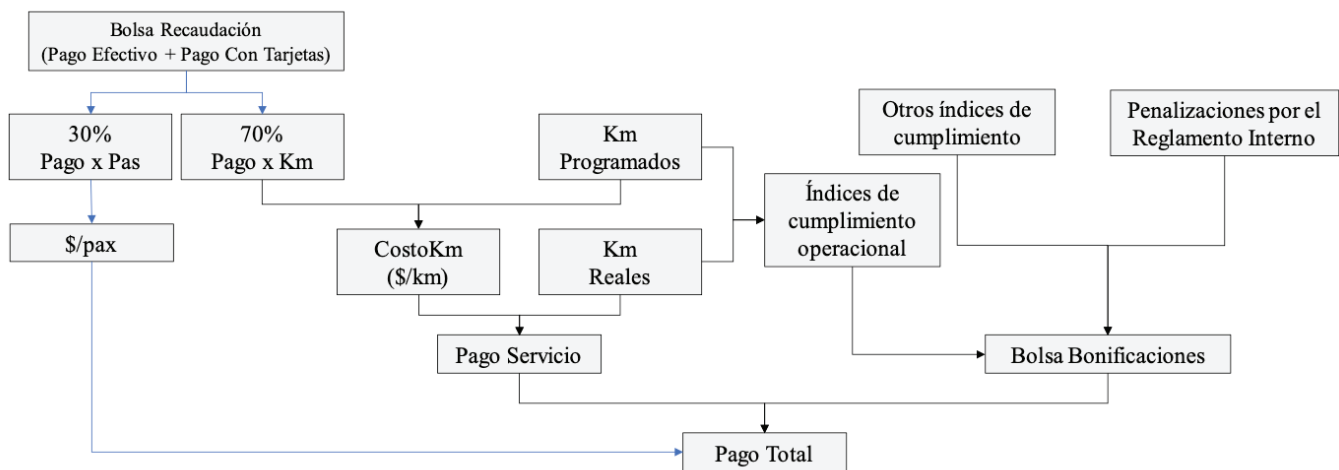 Bolsa Recaudación
(Pago Efectivo + Pago Con Tarjetas)
30%
Pago x Pas
70%
Pago x Km
Km
Programados
Otros índices de
cumplimiento
Penalizaciones por el
Reglamento Interno
Índices de
cumplimiento
operacional
$/pax
CostoKm
($/km)
Km
Reales
Pago Servicio
Bolsa Bonificaciones
Pago Total